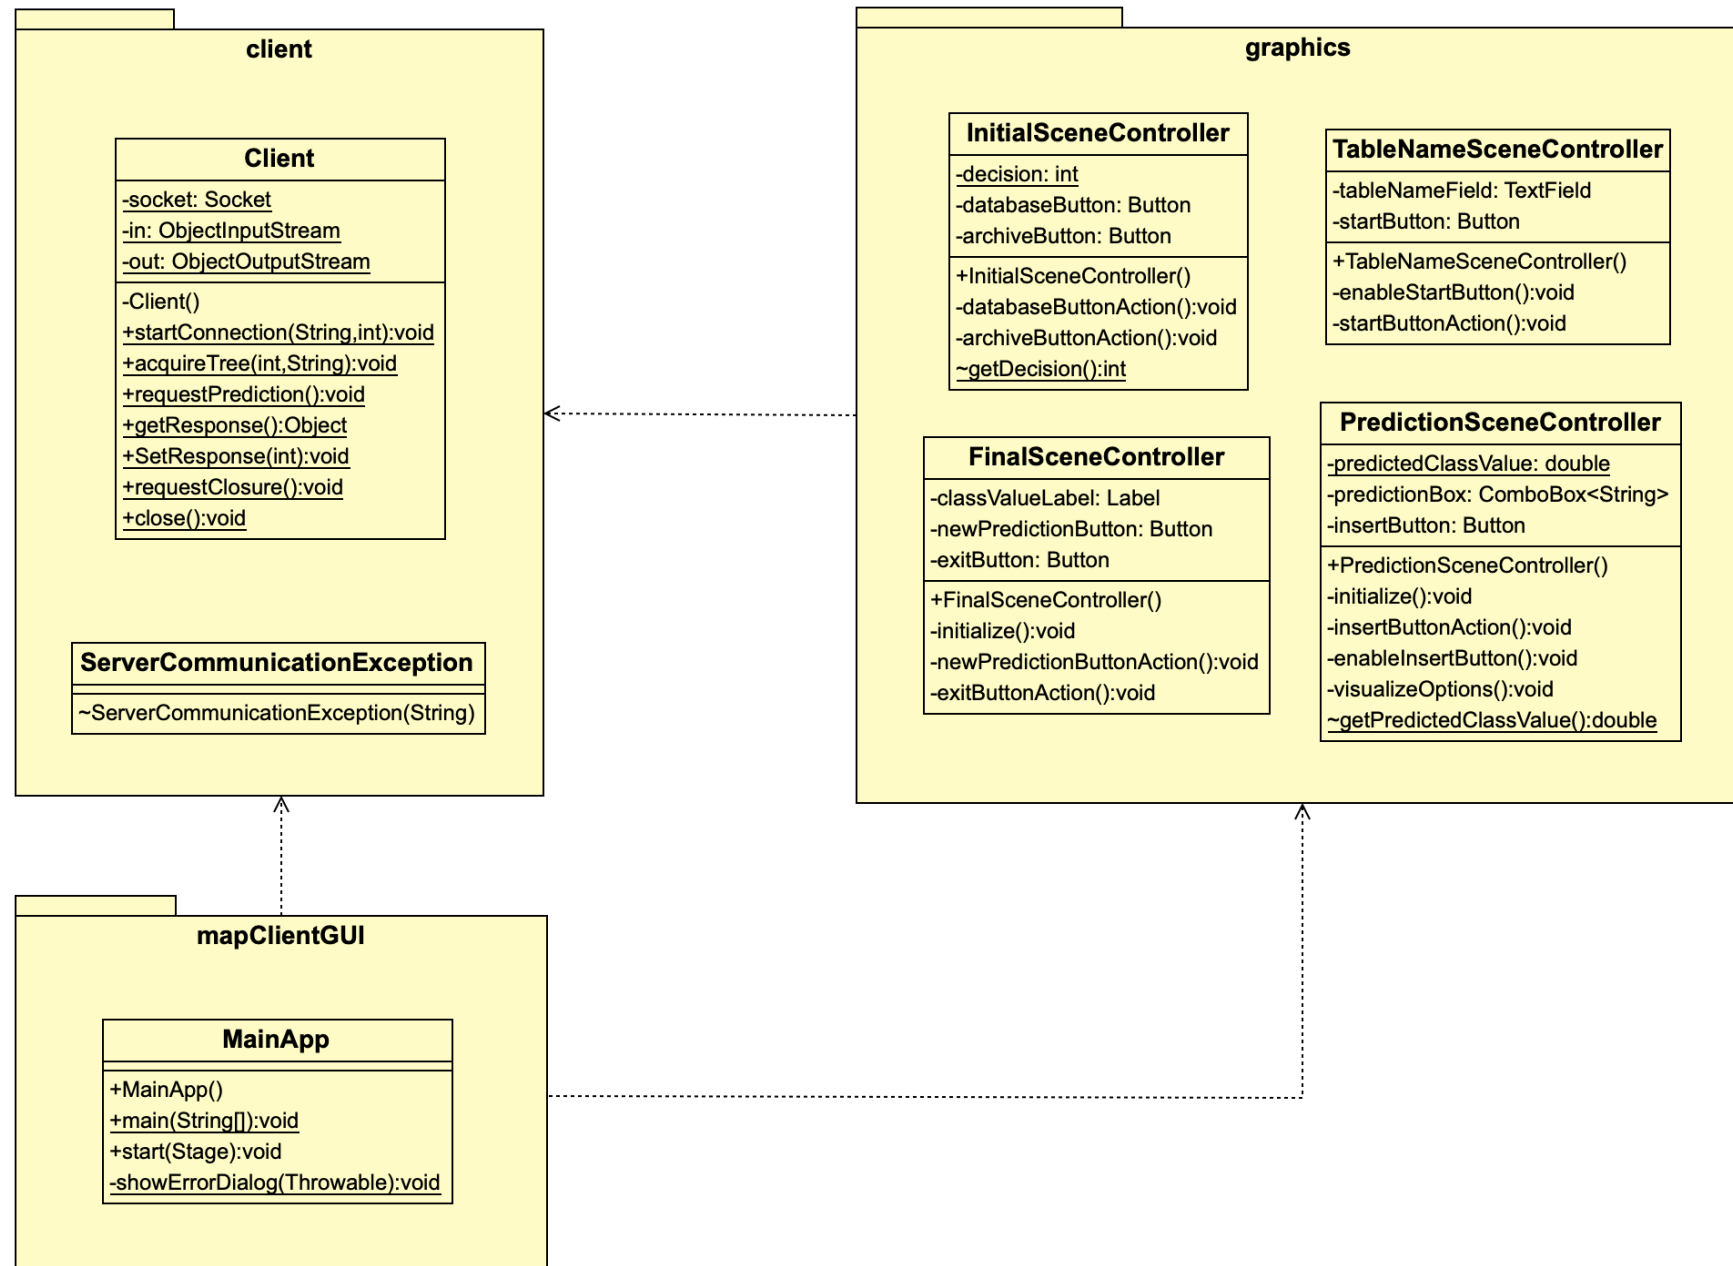 client
Client
-socket: Socket
-in: ObjectInputStream
-out: ObjectOutputStream
-Client()
+startConnection(String,int):void
+acquireTree(int,String):void
+requestPrediction():void
+getResponse():Object
+SetResponse(int):void
+requestClosure():void
+close():void
ServerCommunicationException
~ServerCommunicationException(String)
graphics
InitialSceneController
-decision: int
-databaseButton: Button
-archiveButton: Button
+InitialSceneController()
-databaseButtonAction():void
-archiveButtonAction():void
~getDecision():int
TableNameSceneController
-tableNameField: TextField
-startButton: Button
+TableNameSceneController()
-enableStartButton():void
-startButtonAction():void
FinalSceneController
-classValueLabel: Label
-newPredictionButton: Button
-exitButton: Button
+FinalSceneController()
-initialize():void
-newPredictionButtonAction():void
-exitButtonAction():void
PredictionSceneController
-predictedClassValue: double
-predictionBox: ComboBox<String>
-insertButton: Button
+PredictionSceneController()
-initialize():void
-insertButtonAction():void
-enableInsertButton():void
-visualizeOptions():void
~getPredictedClassValue():double
mapClientGUI
MainApp
+MainApp()
+main(String[]):void
+start(Stage):void
-showErrorDialog(Throwable):void